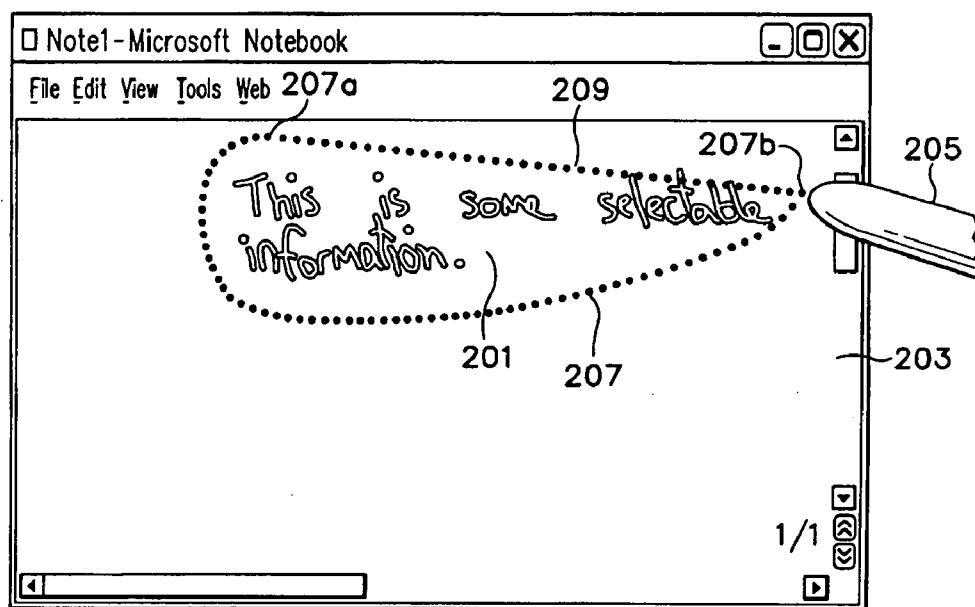 Note1-Microsoft Notebook
File Edit View Tools Web 207a
209
207b
205
This is some selectable
information.
201
207
203
1/1